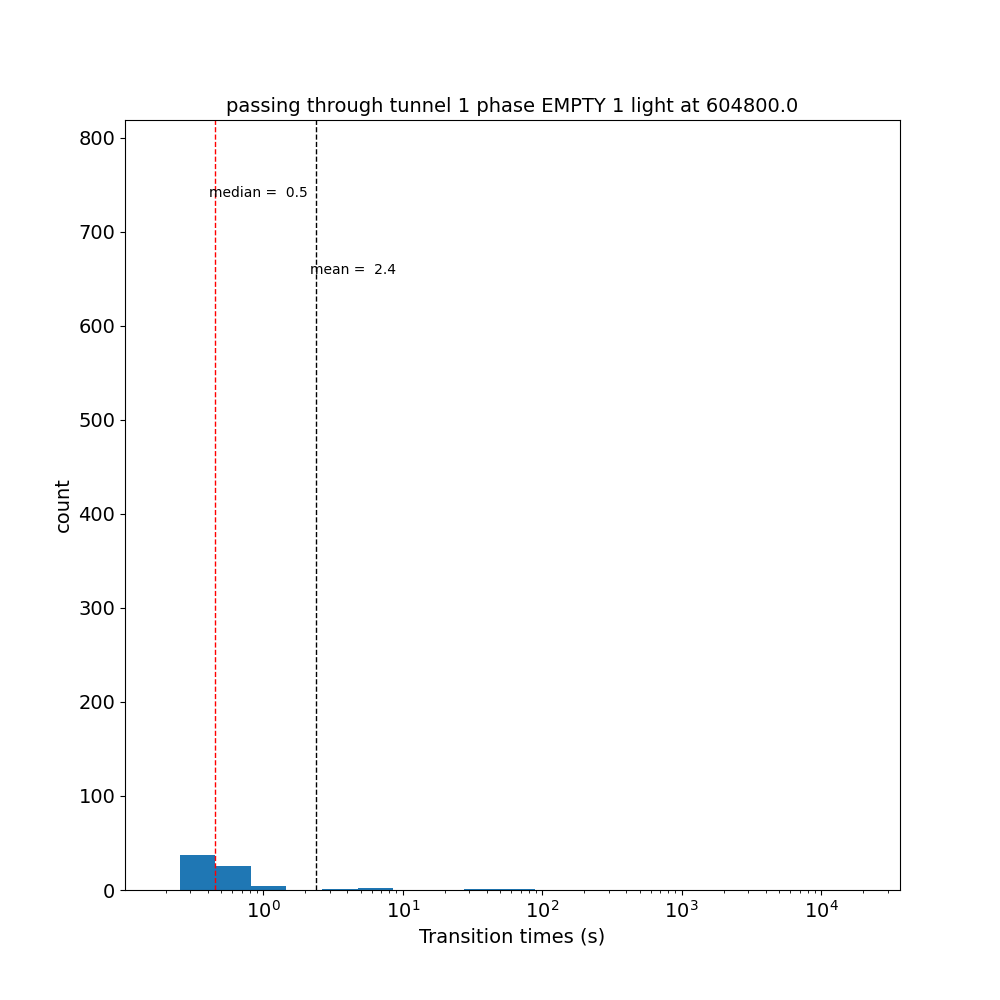 passing through tunnel 1 phase EMPTY 1 light at 604800.0
800
median =  0.5
700
mean =  2.4
600
500
count
400
300
200
100
0
10^0 10^1 10^2 10^3 10^4
Transition times (s)